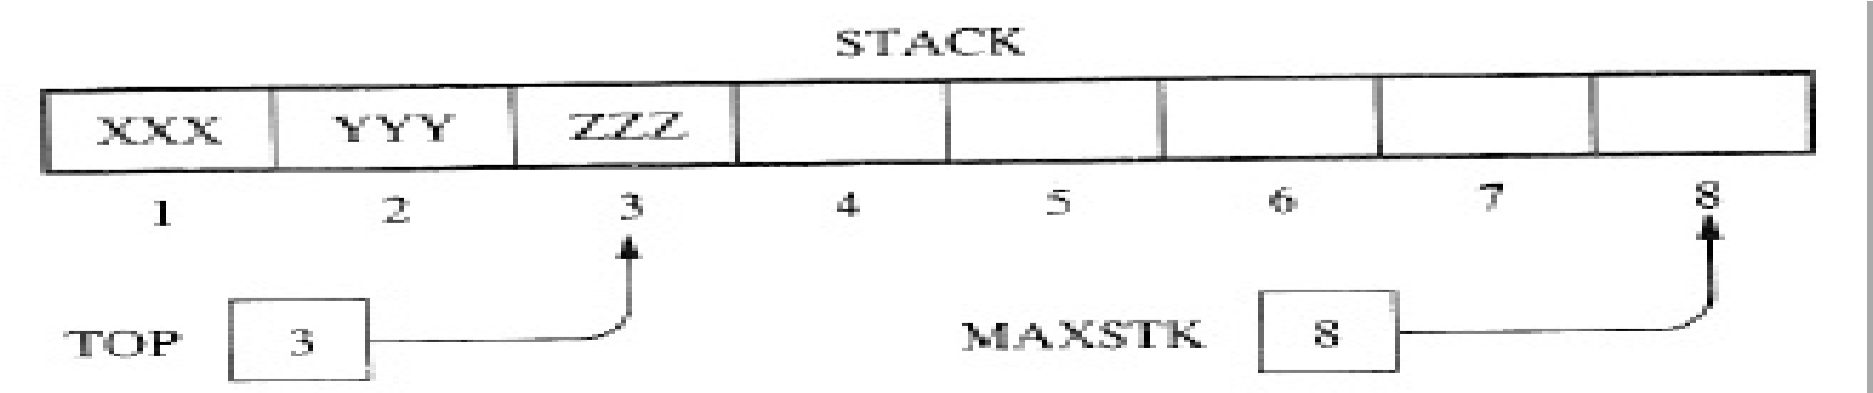 STACK
XXX YYY ZZZ
1 2 3 4 5 6 7 8
TOP 3 MAXSTK 8